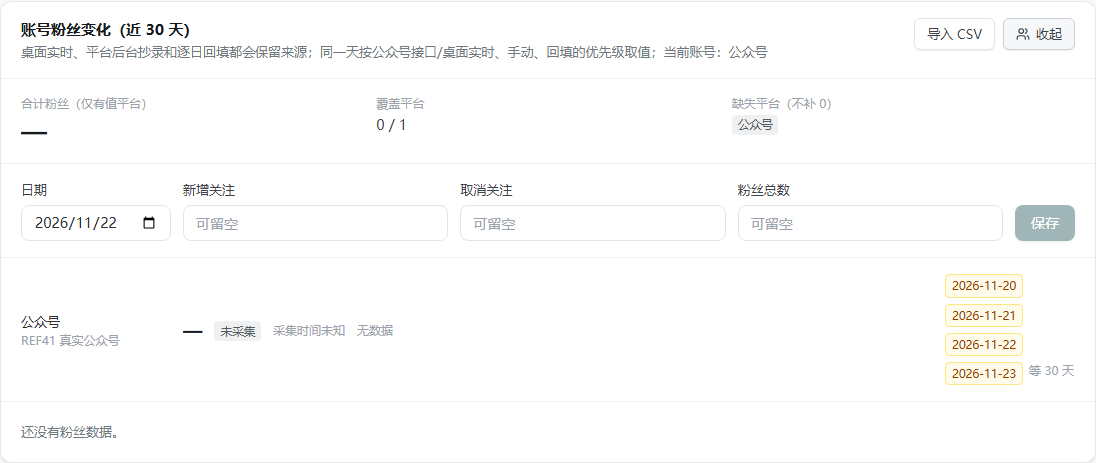 账号粉丝变化（近 30 天）
导入 CSV
收起
桌面实时、平台后台抄录和逐日回填都会保留来源；同一天按公众号接口/桌面实时、手动、回填的优先级取值；当前账号：公众号
合计粉丝（仅有值平台）
覆盖平台
缺失平台（不补 0）
—
0 / 1
公众号
日期
新增关注
取消关注
粉丝总数
2026/11/22
可留空
可留空
可留空
保存
公众号
REF41 真实公众号
— 未采集 采集时间未知 无数据
2026-11-20
2026-11-21
2026-11-22
2026-11-23 等 30 天
还没有粉丝数据。